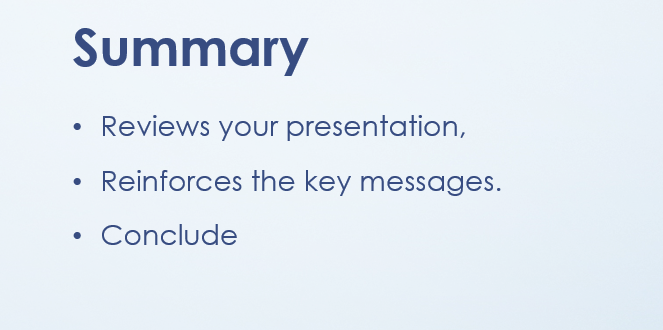 Summary
• Reviews your presentation,
• Reinforces the key messages.
• Conclude